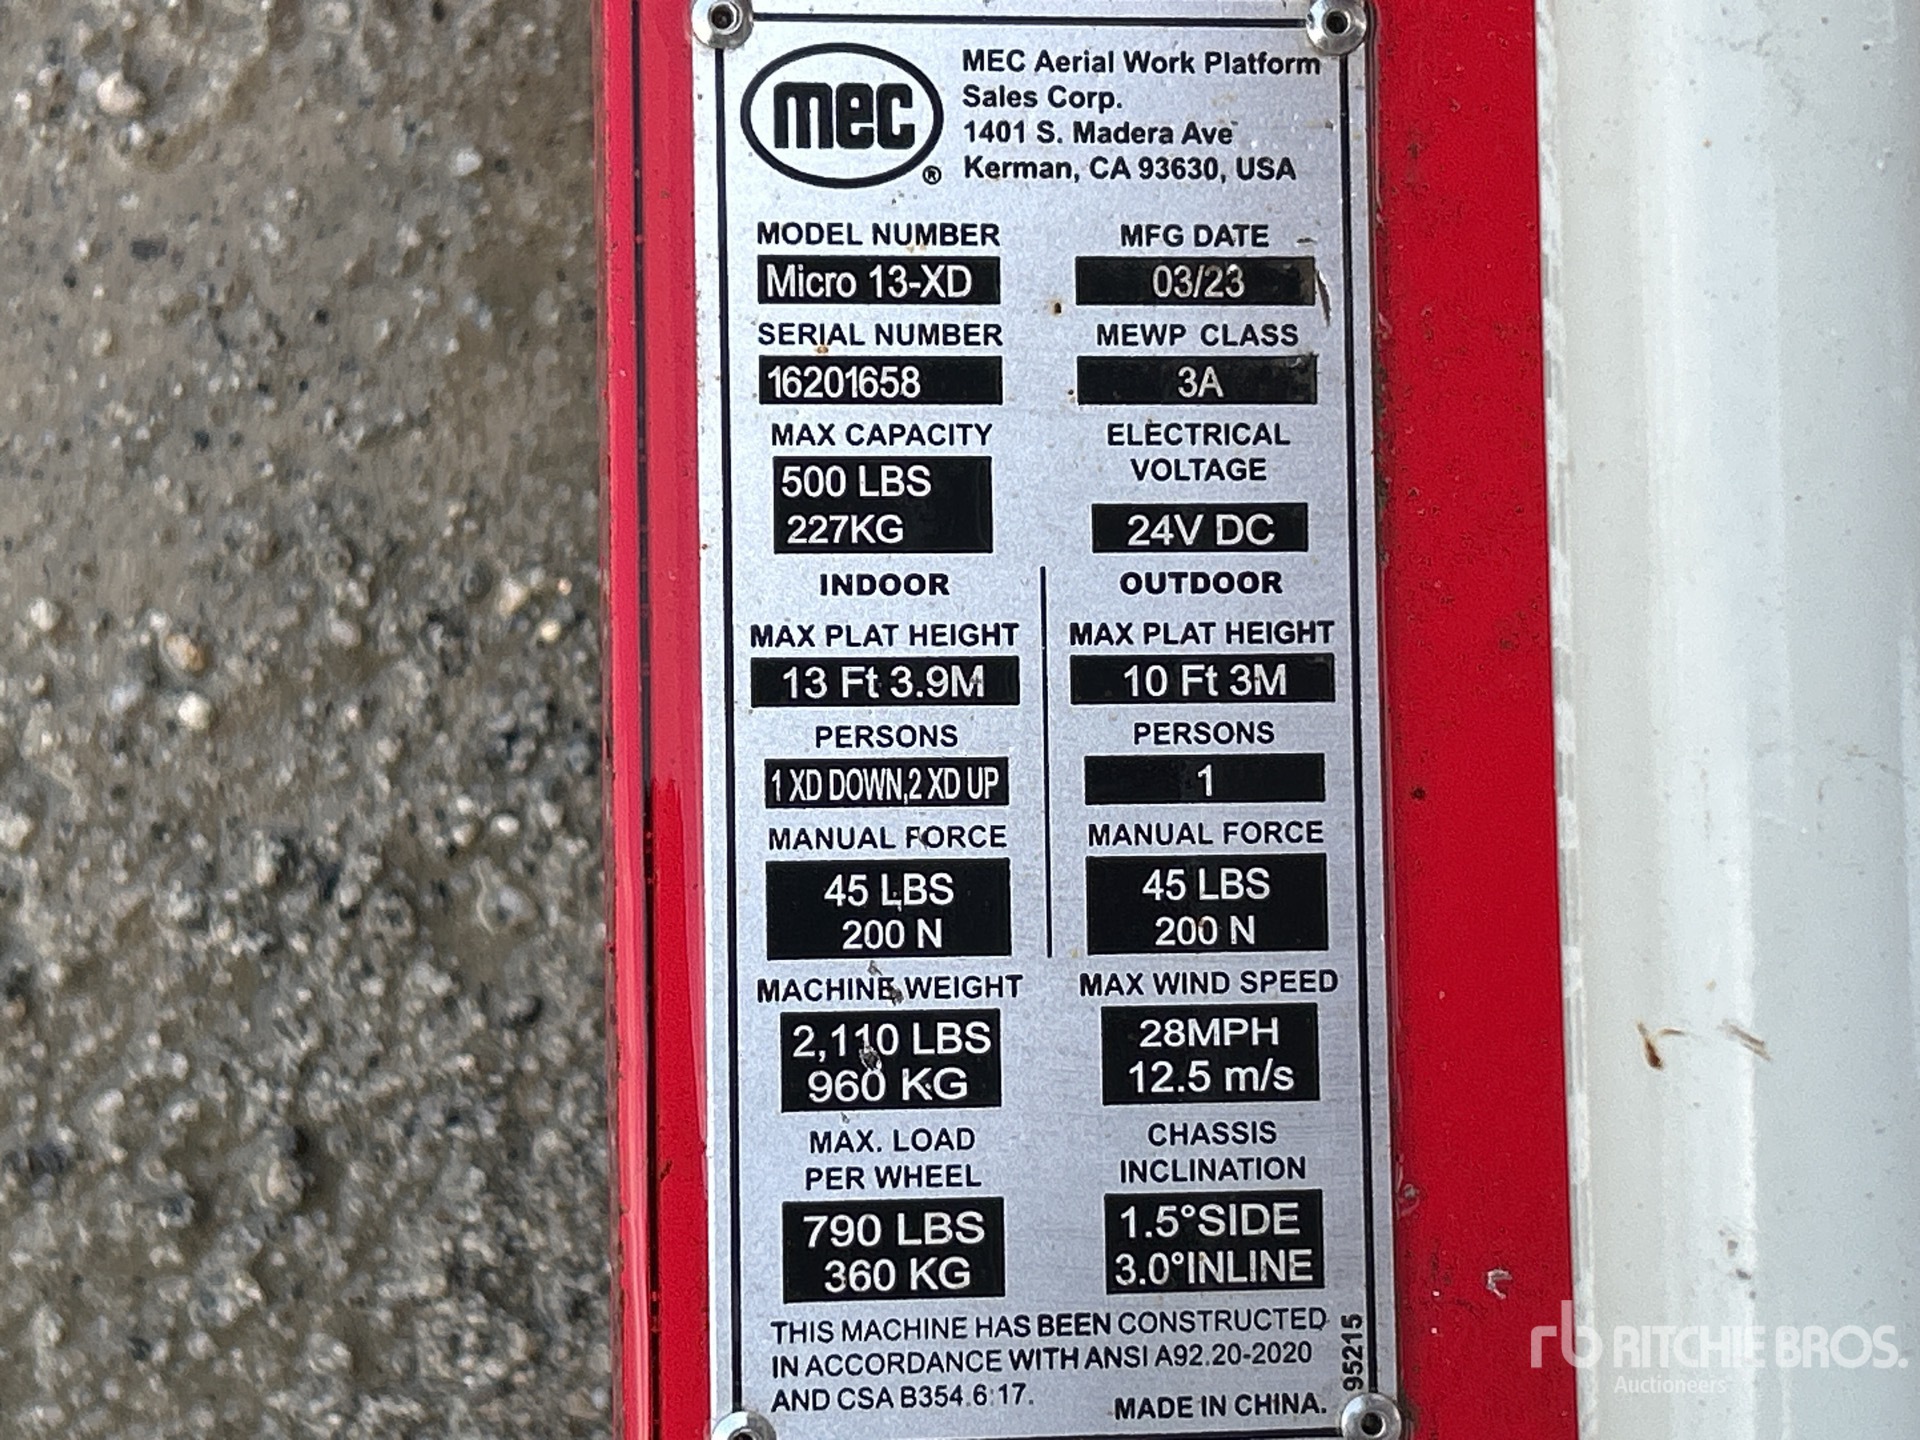 mec
®
MEC Aerial Work Platform
Sales Corp.
1401 S. Madera Ave
Kerman, CA 93630, USA
MODEL NUMBER
Micro 13-XD
MFG DATE
03/23
SERIAL NUMBER
16201658
MEWP CLASS
3A
MAX CAPACITY
500 LBS
227KG
ELECTRICAL
VOLTAGE
24V DC
INDOOR
MAX PLAT HEIGHT
13 Ft 3.9M
PERSONS
1 XD DOWN,2 XD UP
MANUAL FORCE
45 LBS
200 N
OUTDOOR
MAX PLAT HEIGHT
10 Ft 3M
PERSONS
1
MANUAL FORCE
45 LBS
200 N
MACHINE WEIGHT
2,110 LBS
960 KG
MAX WIND SPEED
28MPH
12.5 m/s
MAX. LOAD
PER WHEEL
790 LBS
360 KG
CHASSIS
INCLINATION
1.5°SIDE
3.0°INLINE
THIS MACHINE HAS BEEN CONSTRUCTED
IN ACCORDANCE WITH ANSI A92.20-2020
AND CSA B354.6:17.
MADE IN CHINA.
95215
rb RITCHIE BROS.
Auctioneers